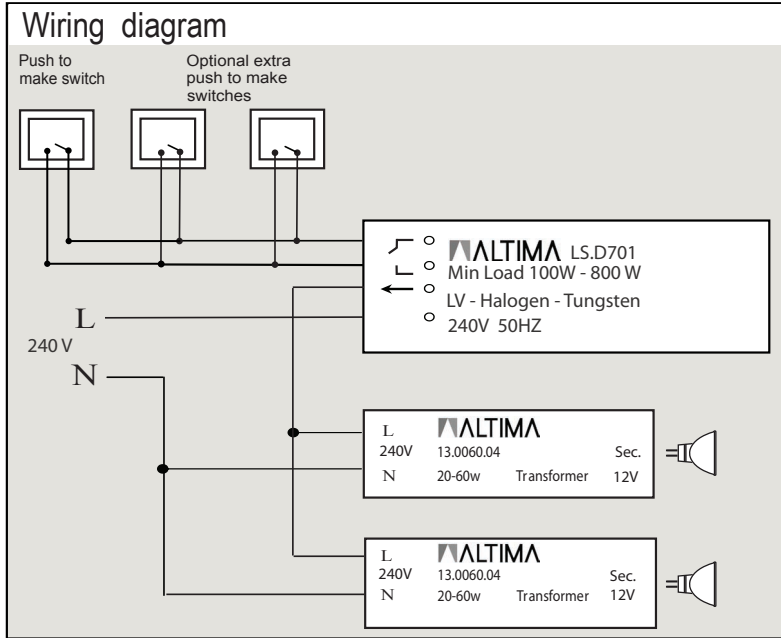 Wiring diagram
Push to
make switch
Optional extra
push to make
switches
ALTIMA LS.D701
Min Load 100W - 800 W
LV - Halogen - Tungsten
240V 50HZ
L
240 V
N
L ALTIMA
240V 13.0060.04 Sec.
N 20-60w Transformer 12V
L ALTIMA
240V 13.0060.04 Sec.
N 20-60w Transformer 12V